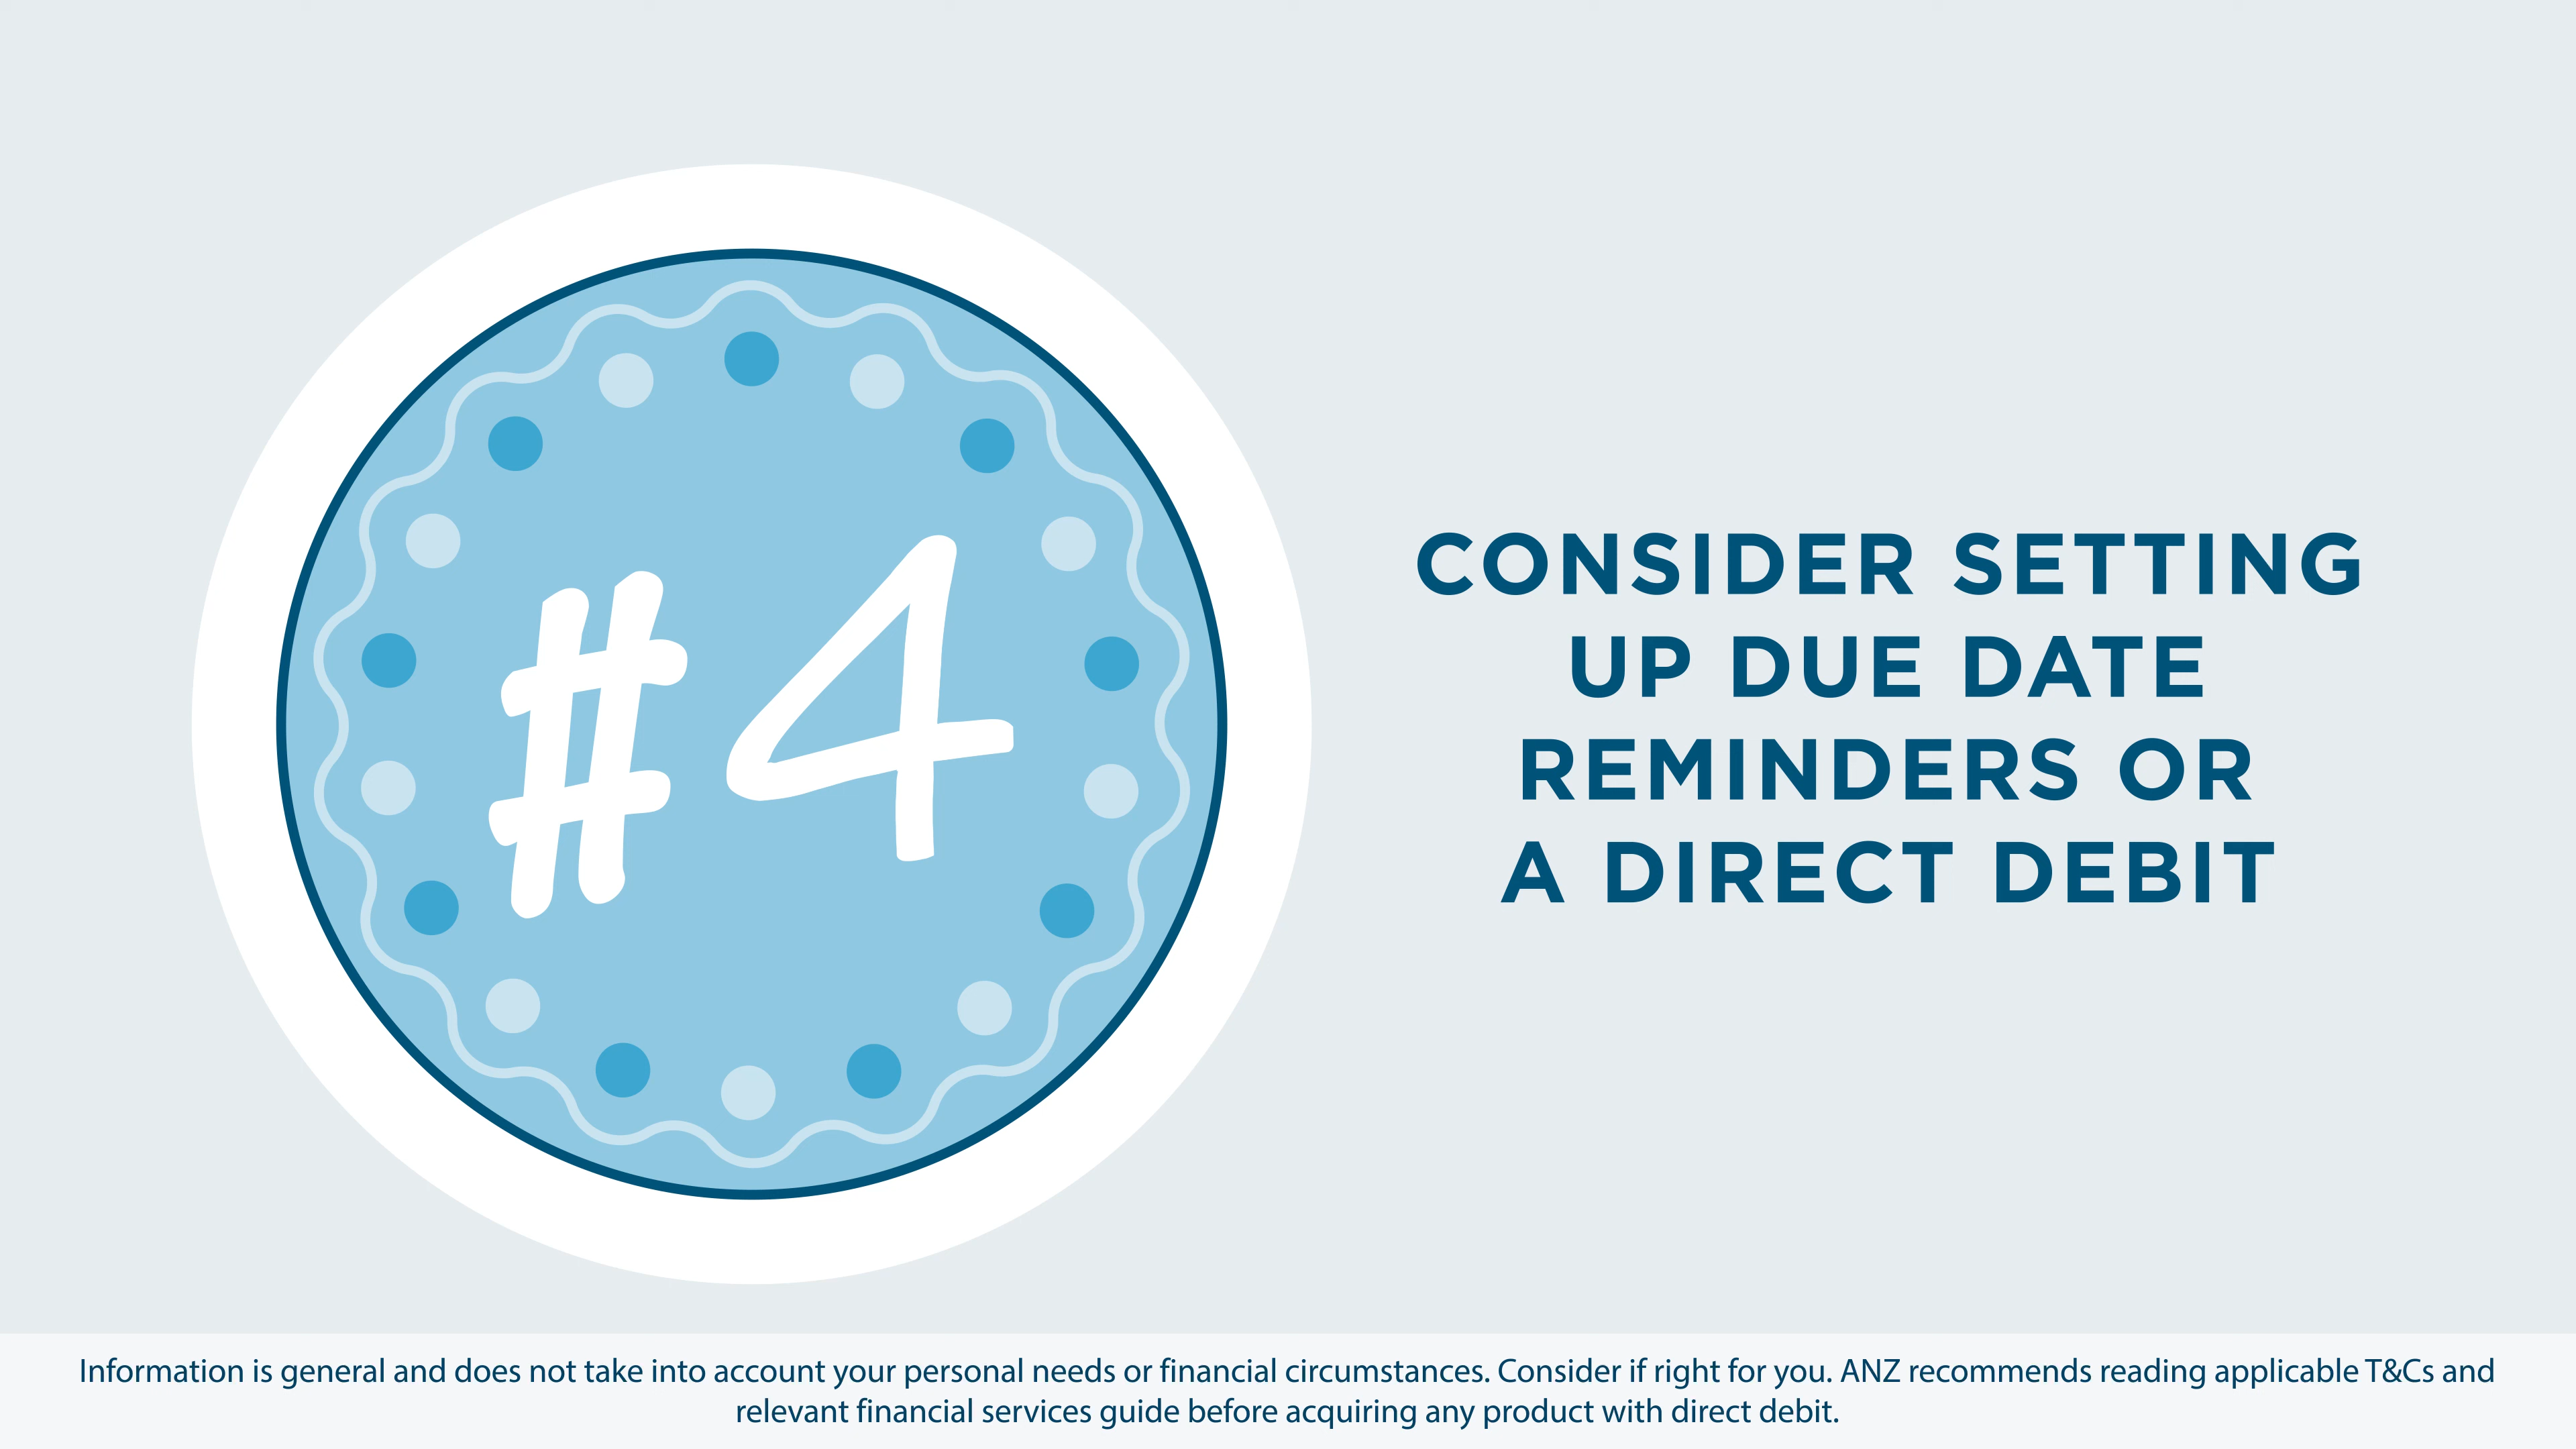 #4
CONSIDER SETTING
UP DUE DATE
REMINDERS OR
A DIRECT DEBIT
Information is general and does not take into account your personal needs or financial circumstances. Consider if right for you. ANZ recommends reading applicable T&Cs and
relevant financial services guide before acquiring any product with direct debit.